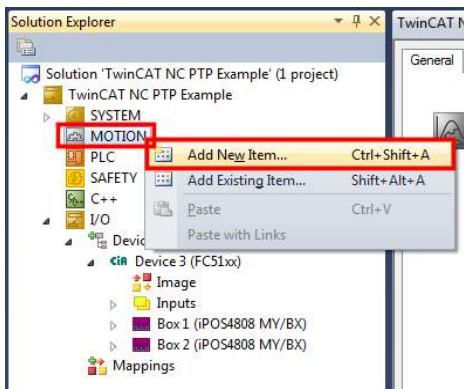 Solution Explorer
TwinCAT N
General
Solution 'TwinCAT NC PTP Example' (1 project)
TwinCAT NC PTP Example
SYSTEM
MOTION
Add New Item... Ctrl+Shift+A
PLC
SAFETY
Add Existing Item... Shift+Alt+A
C++
Paste Ctrl+V
I/O
Paste with Links
Devic
CiA Device 3 (FC51xx)
Image
Inputs
Box 1 (iPOS4808 MY/BX)
Box 2 (iPOS4808 MY/BX)
Mappings